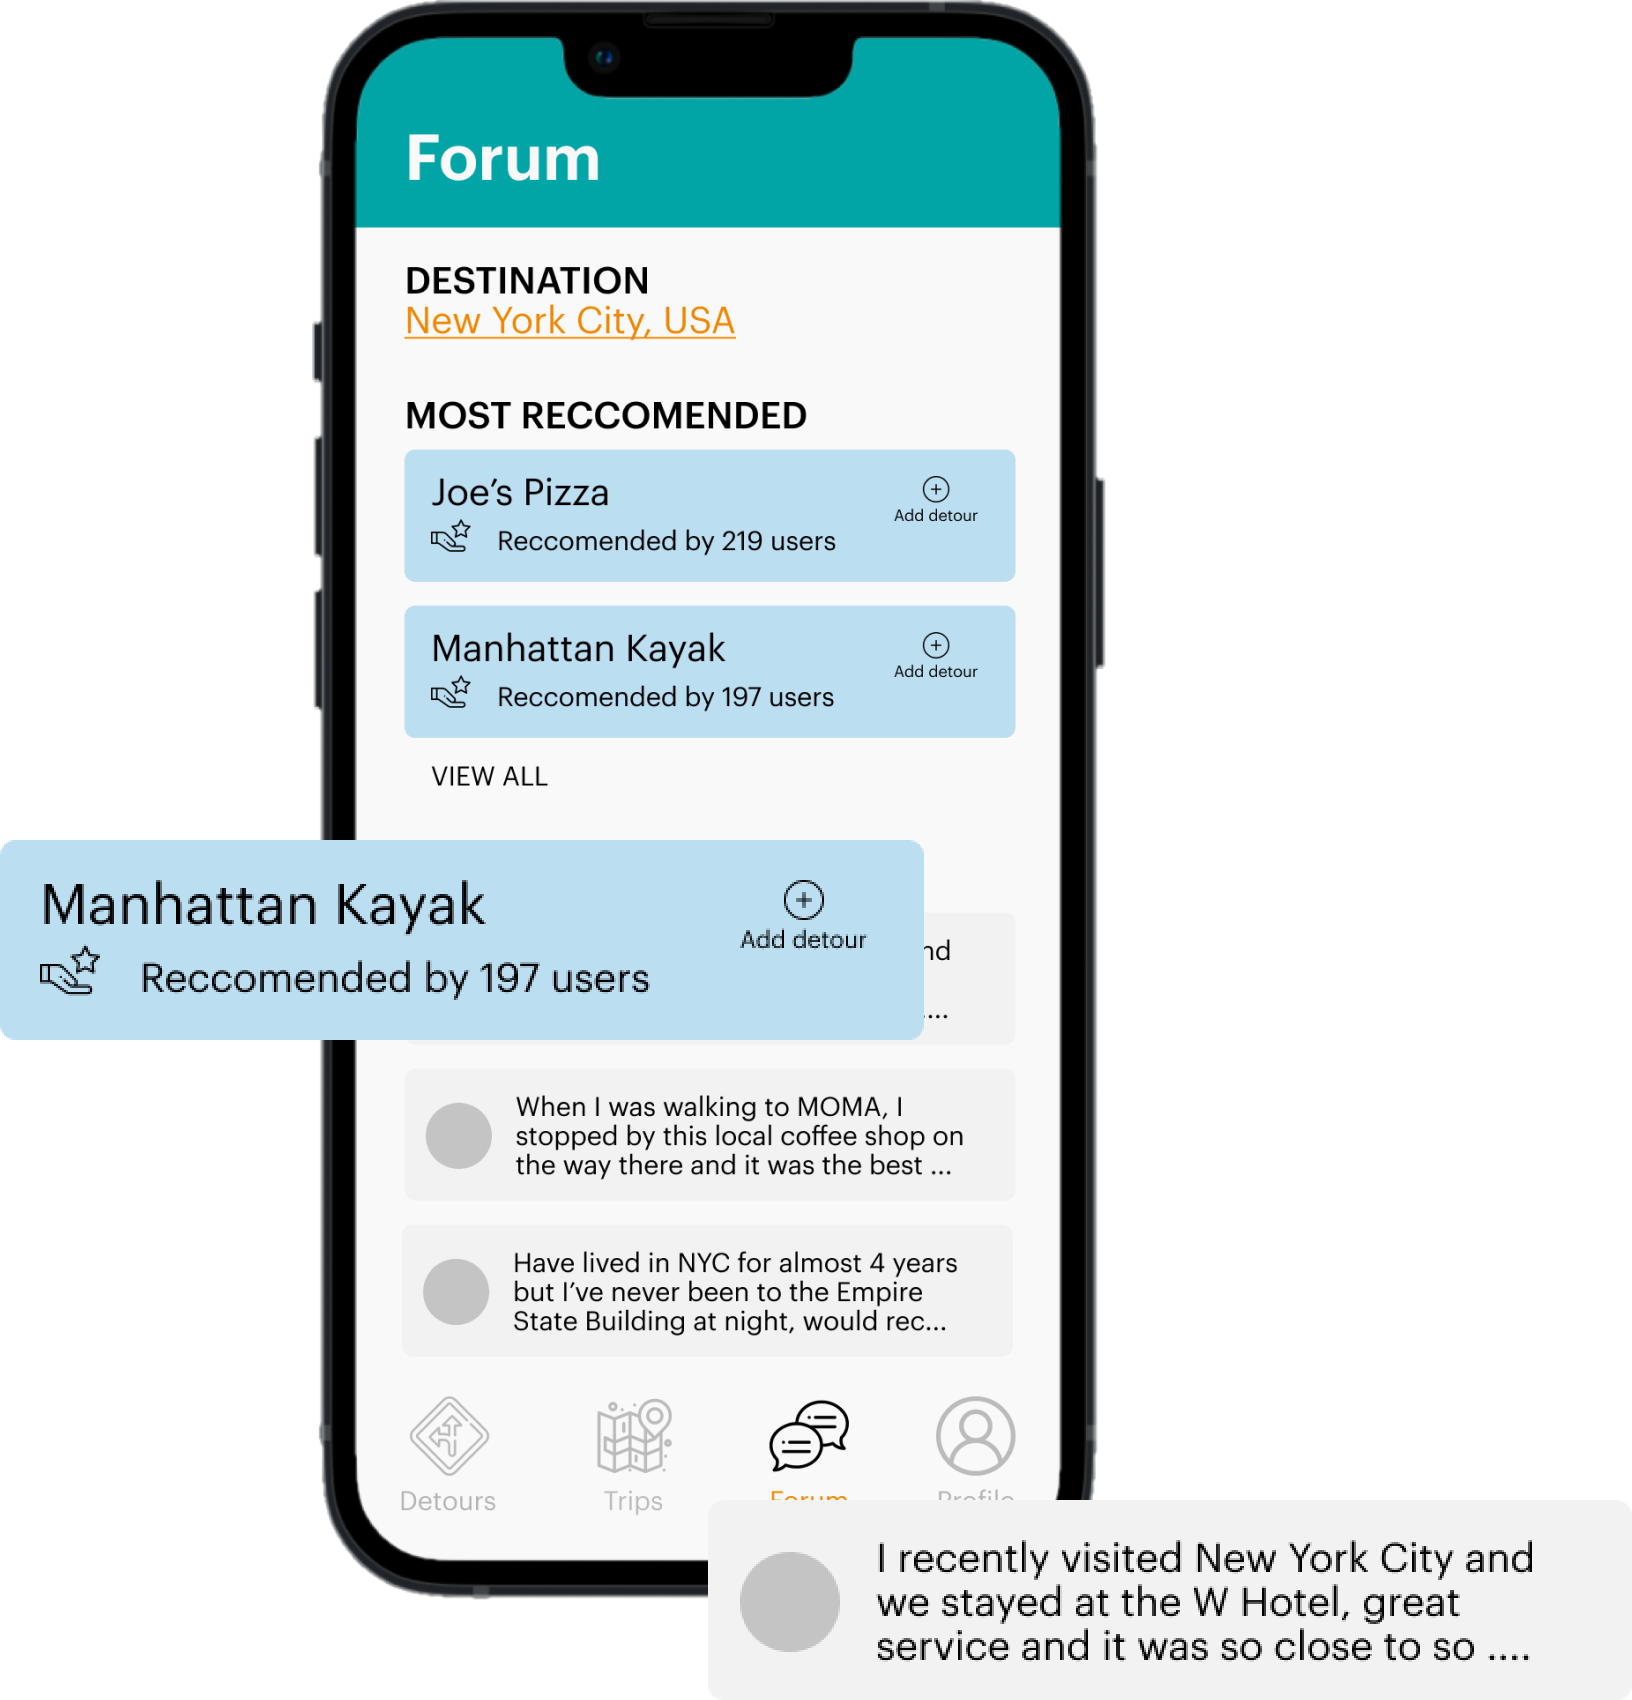 Forum
DESTINATION
New York City, USA
MOST RECCOMENDED
Joe’s Pizza
Add detour
Reccomended by 219 users
Manhattan Kayak
Add detour
Reccomended by 197 users
VIEW ALL
Manhattan Kayak
Add detour
Reccomended by 197 users
....
When I was walking to MOMA, I
stopped by this local coffee shop on
the way there and it was the best ...
Have lived in NYC for almost 4 years
but I’ve never been to the Empire
State Building at night, would rec...
Detours
Trips
Forum
Profile
I recently visited New York City and
we stayed at the W Hotel, great
service and it was so close to so ....